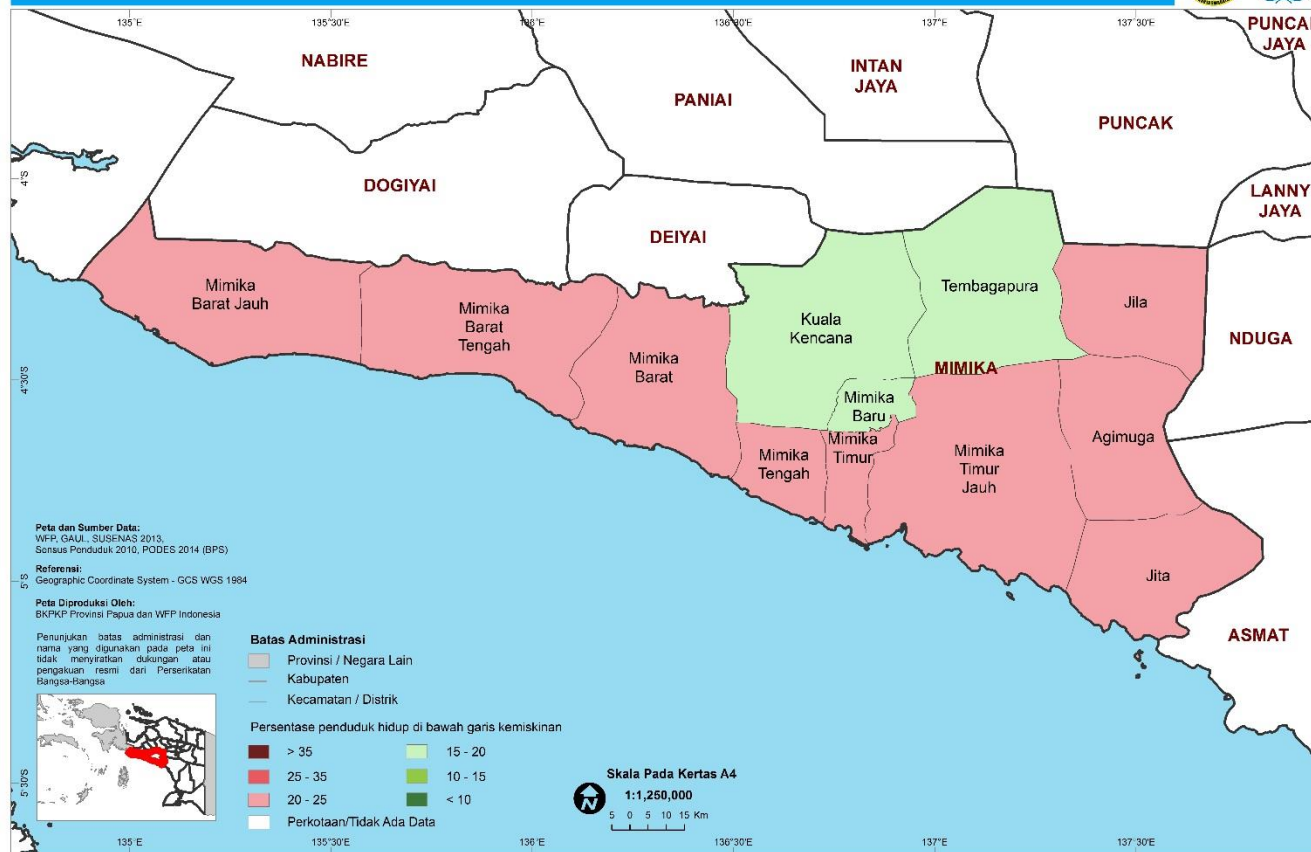 135°E 135°30'E 136°E 136°30'E 137°E 137°30'E
PUNCAK
JAYA
NABIRE
INTAN
JAYA
PANIAI
PUNCAK
4°S
DOGIYAI
LANNY
JAYA
DEIYAI
Mimika
Barat Jauh
Mimika
Barat
Tengah
Mimika
Barat
Kuala
Kencana
Tembagapura
Jila
NDUGA
MIMIKA
4°30'S
Mimika
Baru
Mimika
Tengah
Mimika
Timur
Mimika
Timur
Jauh
Agimuga
Jita
ASMAT
5°S
5°30'S
Peta dan Sumber Data:
WFP, GAUL, SUSENAS 2013,
Sensus Penduduk 2010, PODES 2014 (BPS)
Referensi:
Geographic Coordinate System - GCS WGS 1984
Peta Diproduksi Oleh:
BKPKP Provinsi Papua dan WFP Indonesia
Penunjukan batas administrasi dan
nama yang digunakan pada peta ini
tidak menyiratkan dukungan atau
pengakuan resmi dari Perserikatan
Bangsa-Bangsa
Batas Administrasi
Provinsi / Negara Lain
Kabupaten
Kecamatan / Distrik
Persentase penduduk hidup di bawah garis kemiskinan
> 35 15 - 20
25 - 35 10 - 15
20 - 25 < 10
Perkotaan/Tidak Ada Data
N
Skala Pada Kertas A4
1:1,250,000
5 0 5 10 15 Km
135°E 135°30'E 136°E 136°30'E 137°E 137°30'E